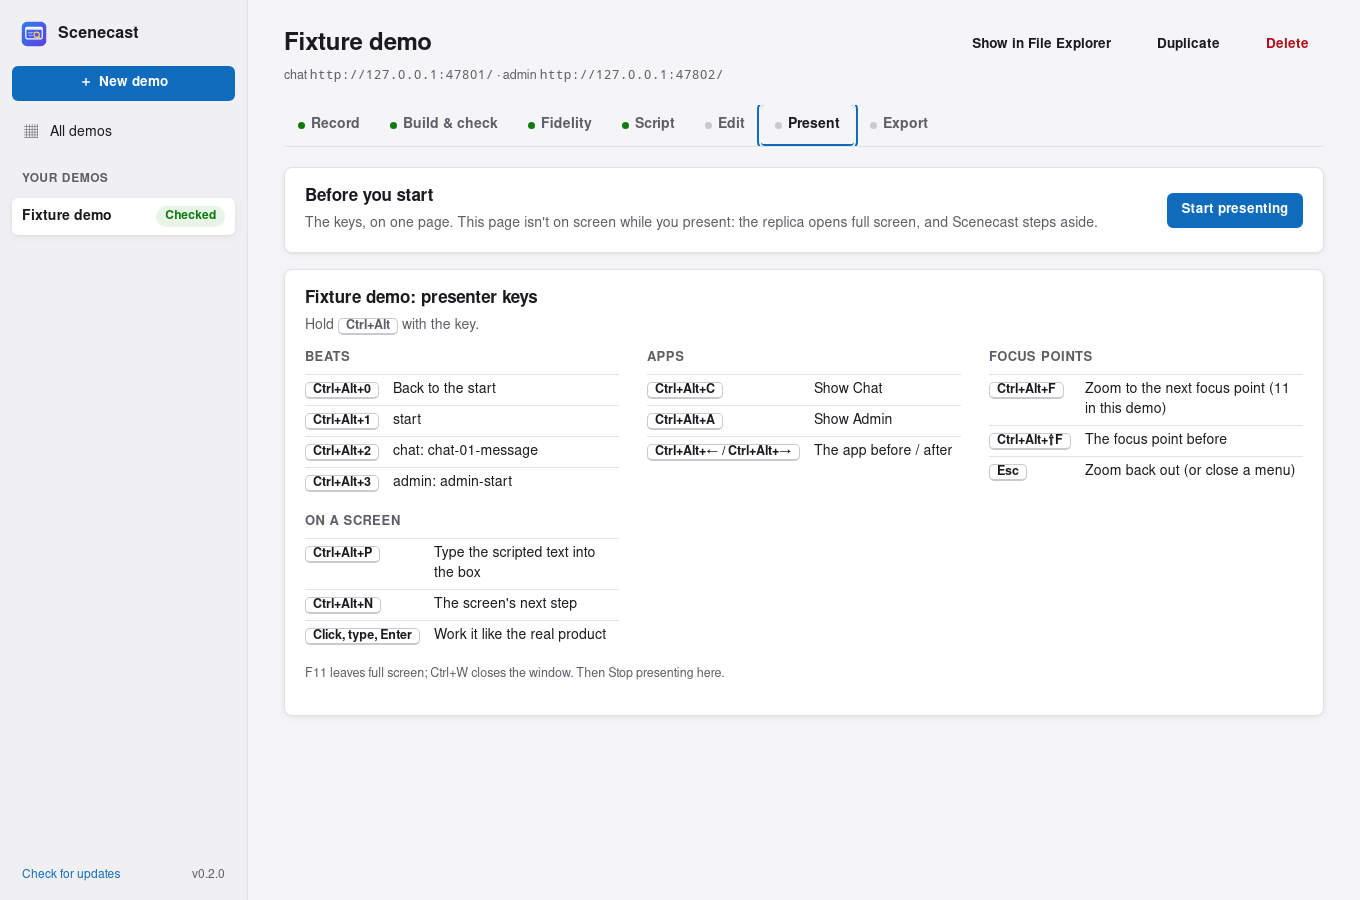 Scenecast
+ New demo
All demos
YOUR DEMOS
Fixture demo Checked
Check for updates v0.2.0
Fixture demo
Show in File Explorer Duplicate Delete
chat http://127.0.0.1:47801/ · admin http://127.0.0.1:47802/
Record Build & check Fidelity Script Edit Present Export
Before you start
The keys, on one page. This page isn't on screen while you present: the replica opens full screen, and Scenecast steps aside.
Start presenting
Fixture demo: presenter keys
Hold Ctrl+Alt with the key.
BEATS
Ctrl+Alt+0 Back to the start
Ctrl+Alt+1 start
Ctrl+Alt+2 chat: chat-01-message
Ctrl+Alt+3 admin: admin-start
APPS
Ctrl+Alt+C Show Chat
Ctrl+Alt+A Show Admin
Ctrl+Alt+← / Ctrl+Alt+→ The app before / after
FOCUS POINTS
Ctrl+Alt+F Zoom to the next focus point (11
in this demo)
Ctrl+Alt+⇧F The focus point before
Esc Zoom back out (or close a menu)
ON A SCREEN
Ctrl+Alt+P Type the scripted text into
the box
Ctrl+Alt+N The screen's next step
Click, type, Enter Work it like the real product
F11 leaves full screen; Ctrl+W closes the window. Then Stop presenting here.